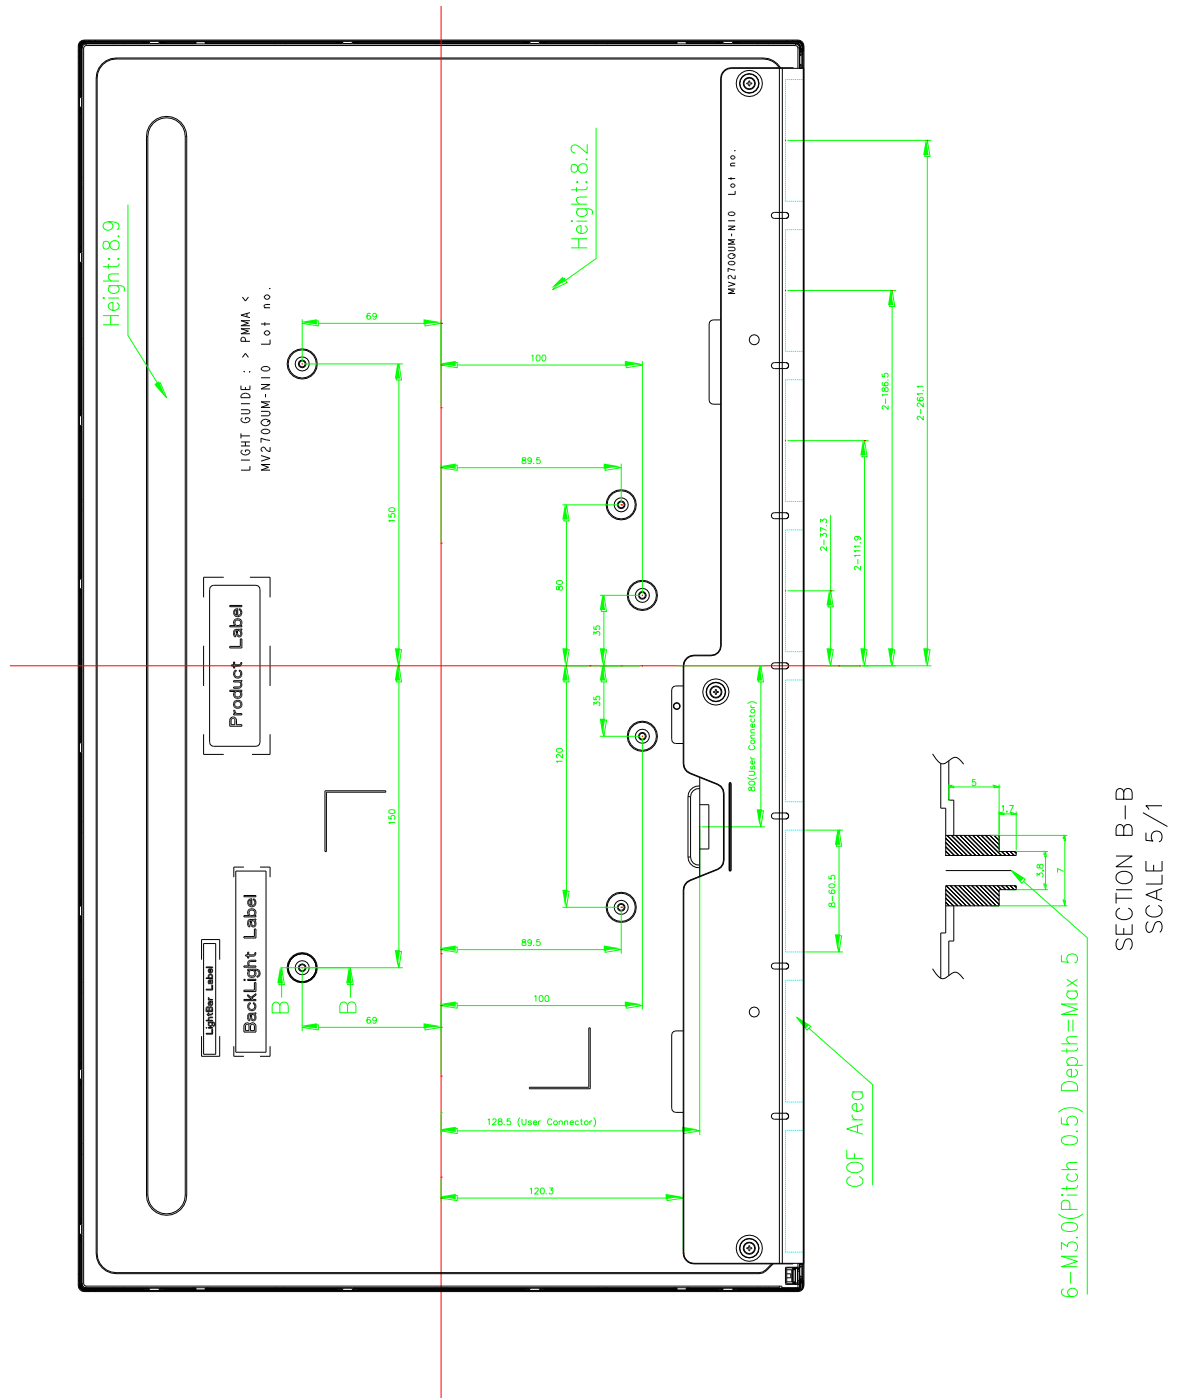 Height:8.9
Height:8.2
LIGHT GUIDE : > PMMA <
MV270QUM-N10 Lot no.
MV270QUM-N10 Lot no.
69
100
89.5
150
80
35
35
120
150
89.5
100
69
128.5 (User Connector)
120.3
80(User Connector)
2-37.3
2-111.9
2-186.5
2-261.1
8-60.5
Product Label
BackLight Label
LightBar Label
B
B
COF Area
5
1.7
3.8
7
6-M3.0(Pitch 0.5) Depth=Max 5
SECTION B-B
SCALE 5/1